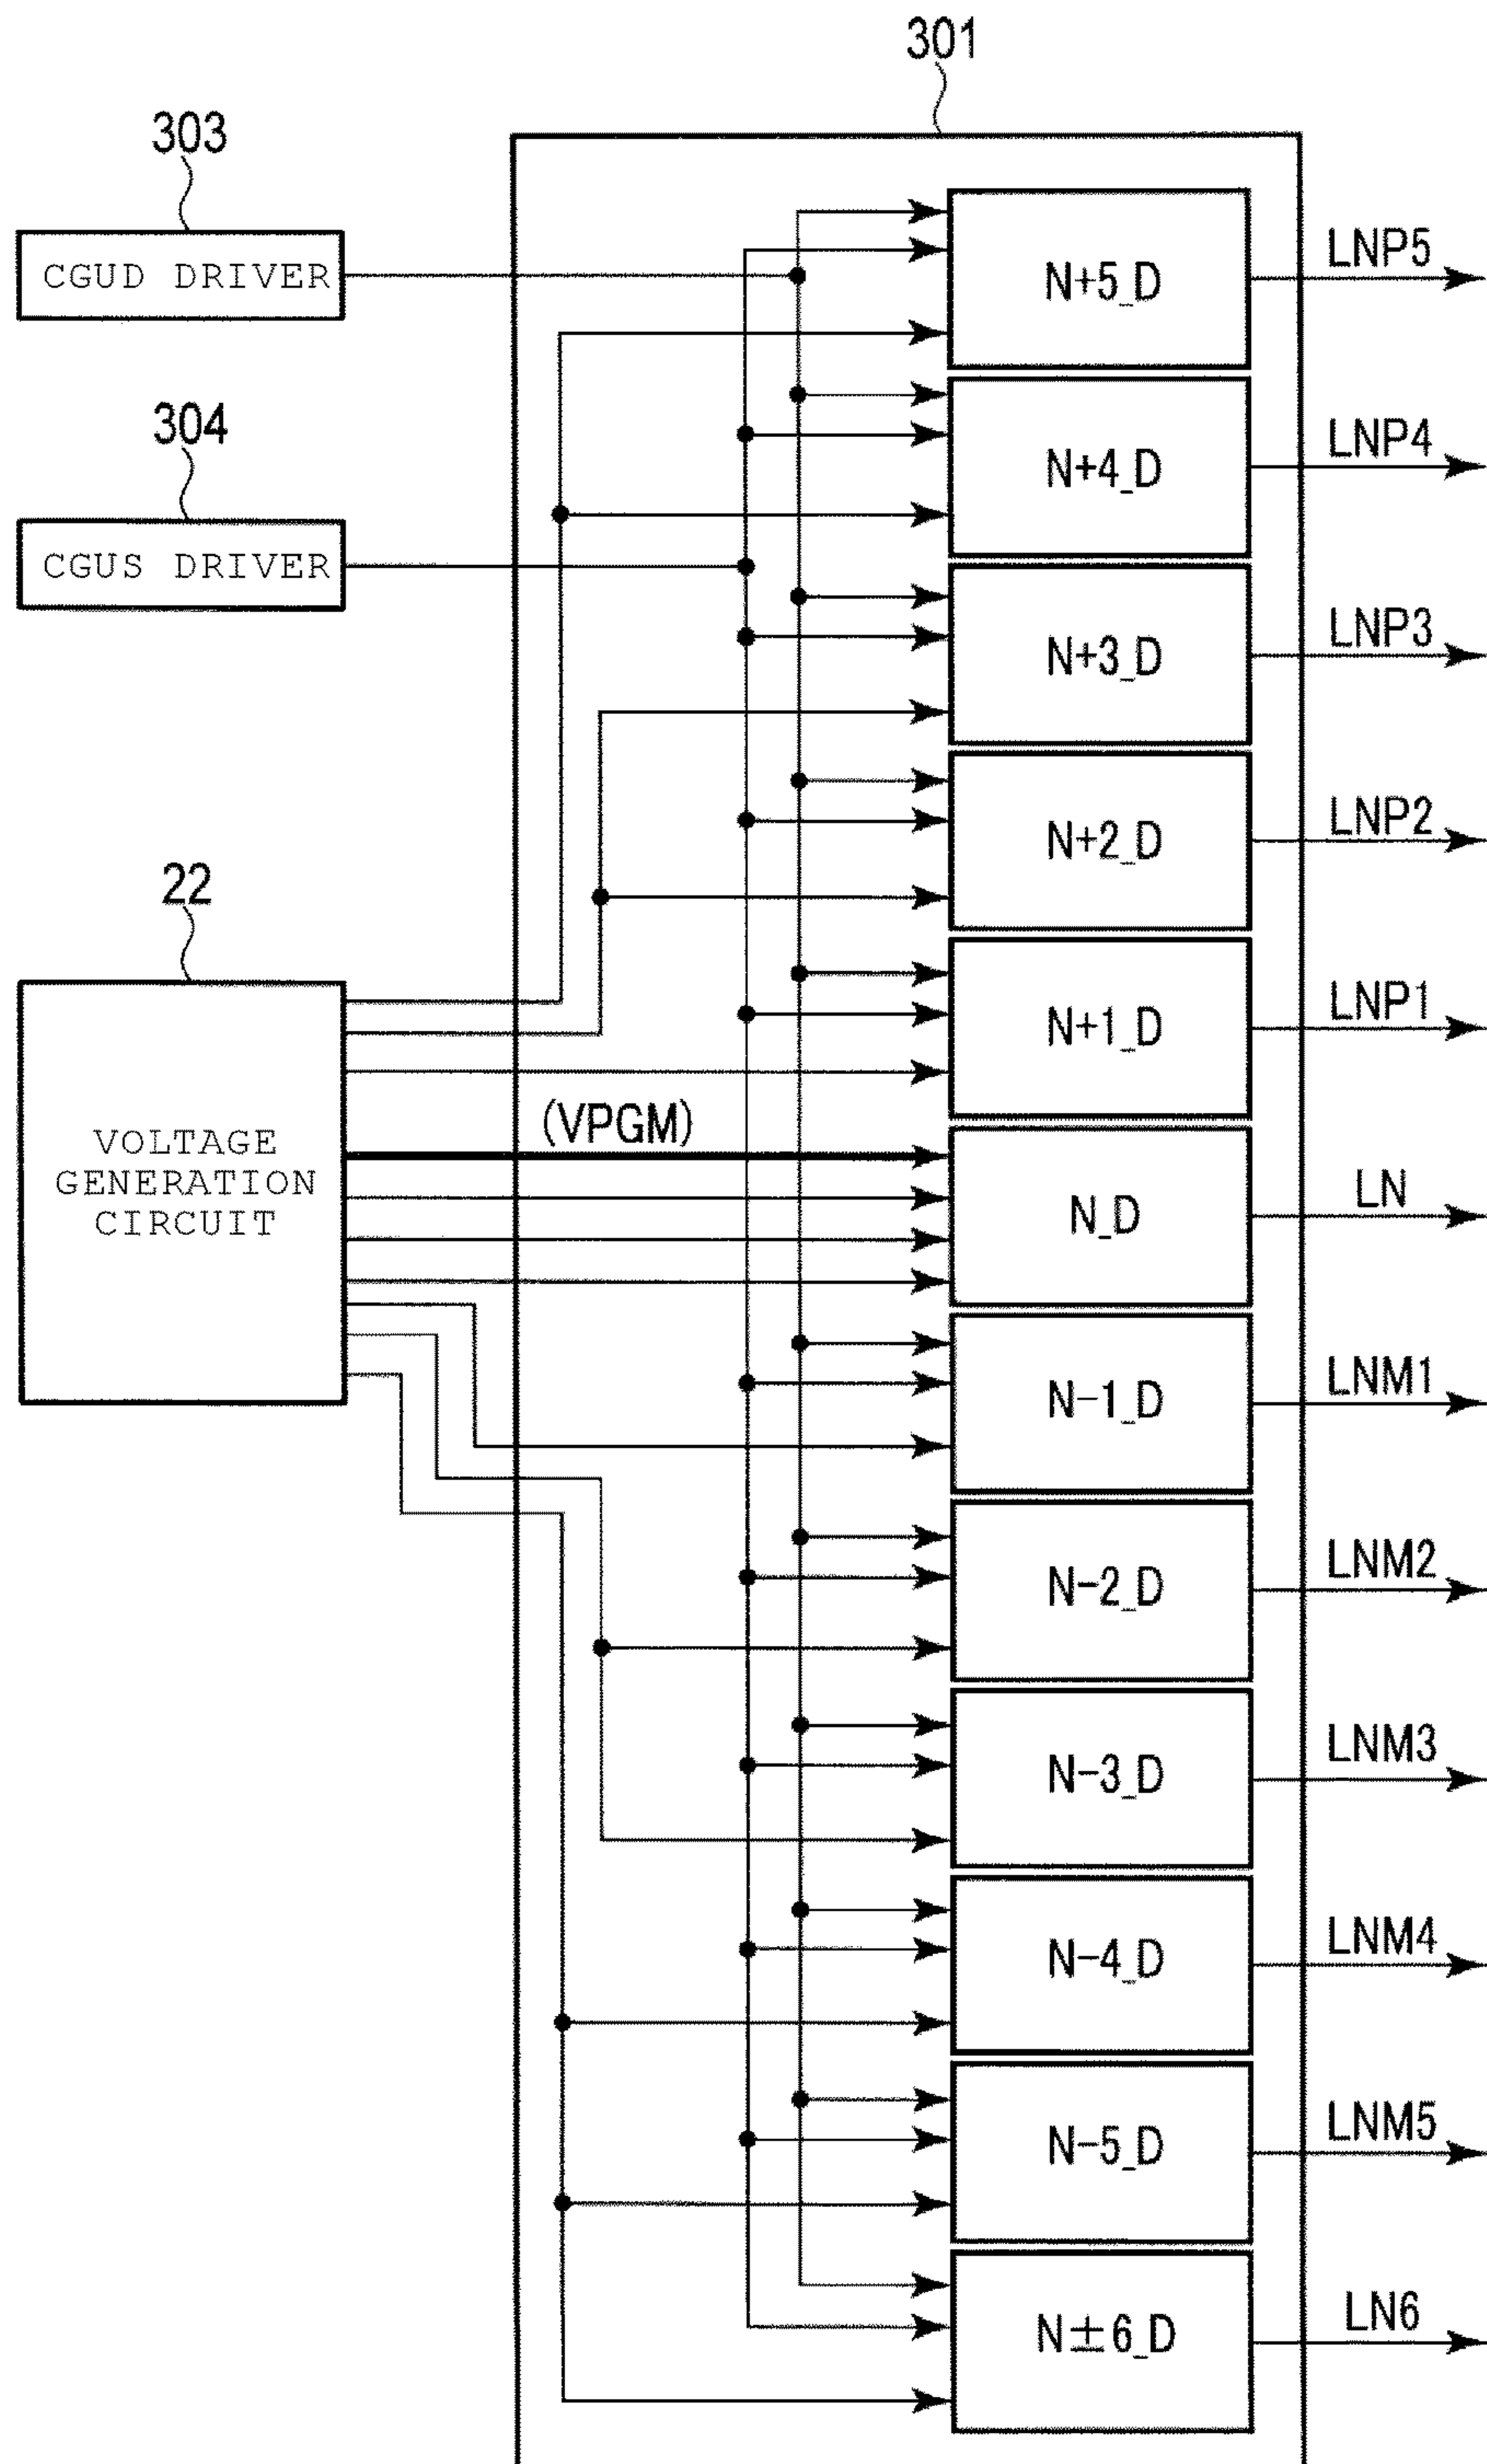 301
303
CGUD DRIVER
N+5_D
LNP5
304
CGUS DRIVER
N+4_D
LNP4
N+3_D
LNP3
N+2_D
LNP2
22
VOLTAGE
GENERATION
CIRCUIT
N+1_D
LNP1
(VPGM)
N_D
LN
N-1_D
LNM1
N-2_D
LNM2
N-3_D
LNM3
N-4_D
LNM4
N-5_D
LNM5
N±6_D
LN6